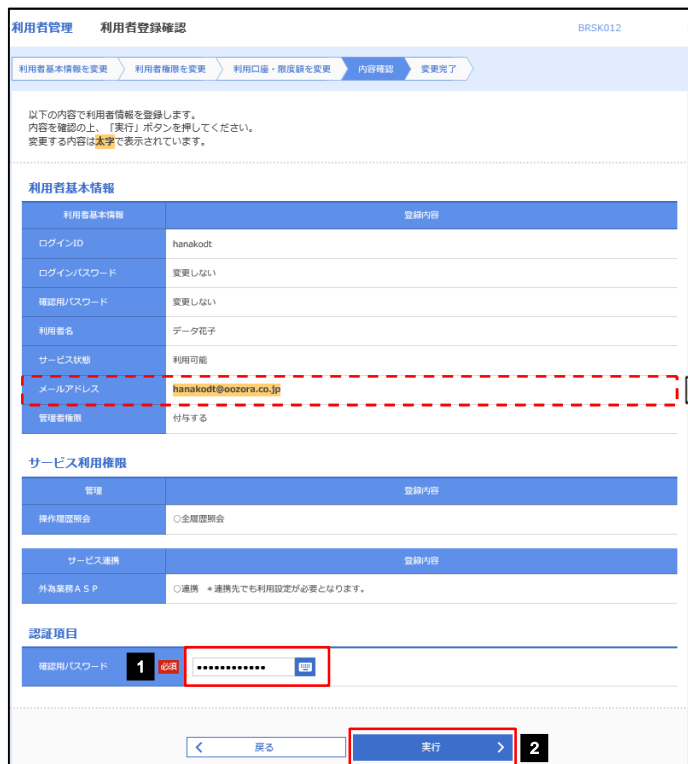 利用者管理 利用者登録確認 BRSK012
利用者基本情報を変更 利用者権限を変更 利用口座・限度額を変更 内容確認 変更完了
以下の内容で利用者情報を登録します。
内容を確認の上、「実行」ボタンを押してください。
変更する内容は太字で表示されています。
利用者基本情報
利用者基本情報 登録内容
ログインID hanakodt
ログインパスワード 変更しない
確認用パスワード 変更しない
利用者名 データ花子
サービス状態 利用可能
メールアドレス hanakodt@oozora.co.jp
管理者権限 付与する
サービス利用権限
管理 登録内容
操作履歴照会 ○全履歴照会
サービス連携 登録内容
外為業務ASP ○連携 *連携先でも利用設定が必要となります。
認証項目
確認用パスワード 1 必須 ••••••••••••
戻る 実行 2